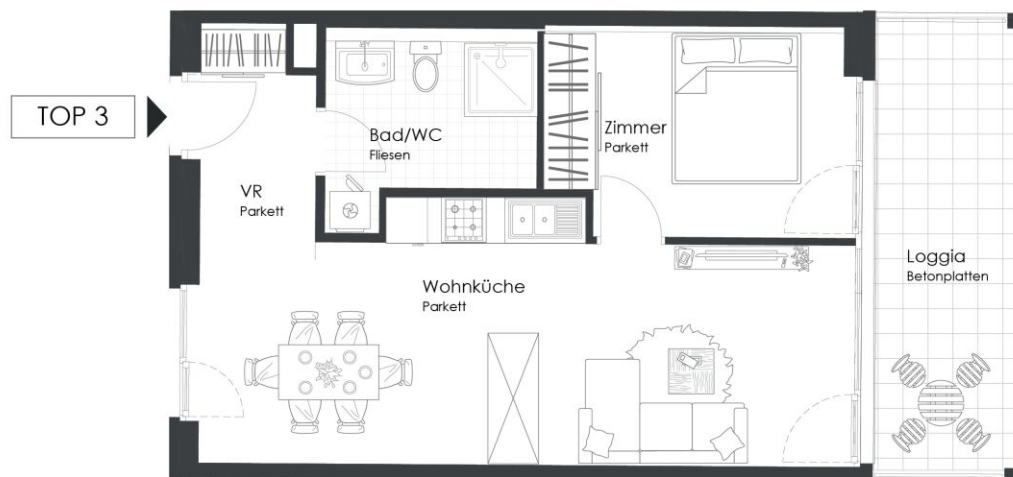 TOP 3
Bad/WC
Fliesen
Zimmer
Parkett
VR
Parkett
Wohnküche
Parkett
Loggia
Betonplatten